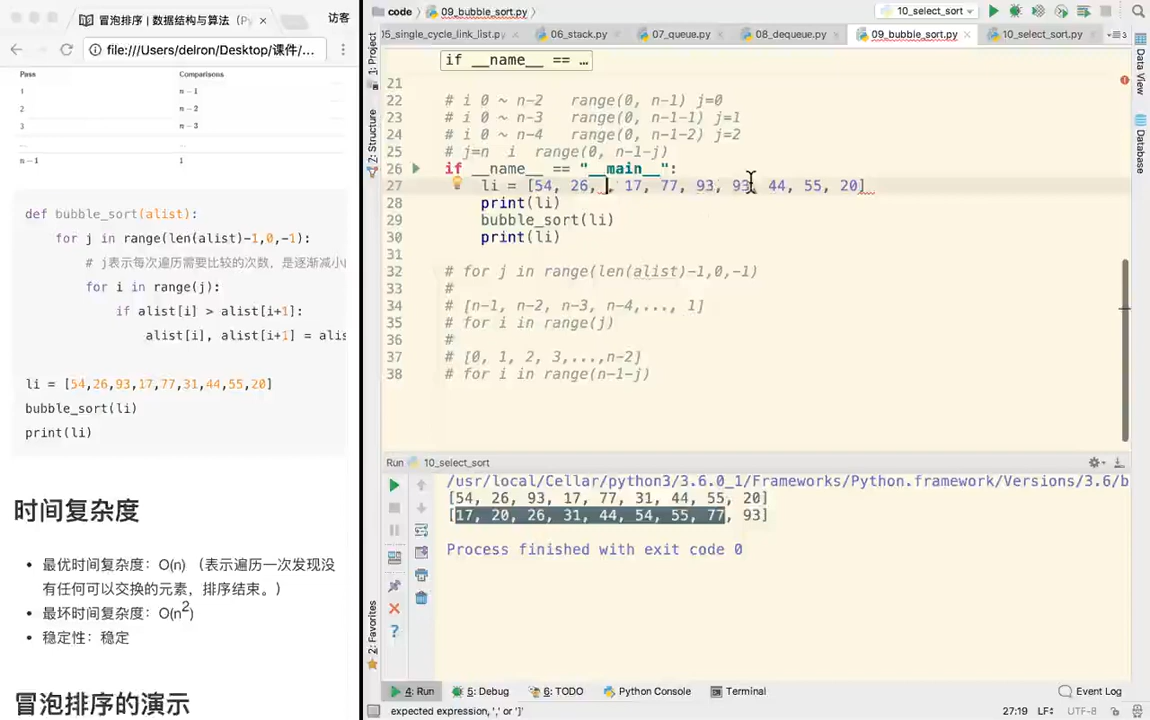 冒泡排序 | 数据结构与算法 (Py
访客
file:///Users/delron/Desktop/课件/...
Pass Comparisons
1 n − 1
2 n − 2
3 n − 3
... ...
n − 1 1
def bubble_sort(alist):
for j in range(len(alist)-1,0,-1):
# j表示每次遍历需要比较的次数，是逐渐减小
for i in range(j):
if alist[i] > alist[i+1]:
alist[i], alist[i+1] = alis
li = [54,26,93,17,77,31,44,55,20]
bubble_sort(li)
print(li)
时间复杂度
• 最优时间复杂度：O(n) （表示遍历一次发现没
有任何可以交换的元素，排序结束。）
• 最坏时间复杂度：O(n2)
• 稳定性：稳定
冒泡排序的演示
code 09_bubble_sort.py
10_select_sort
05_single_cycle_link_list.py 06_stack.py 07_queue.py 08_dequeue.py 09_bubble_sort.py 10_select_sort.py
if __name__ == …
21
22 # i 0 ~ n-2 range(0, n-1) j=0
23 # i 0 ~ n-3 range(0, n-1-1) j=1
24 # i 0 ~ n-4 range(0, n-1-2) j=2
25 # j=n i range(0, n-1-j)
26 if __name__ == "__main__":
27 li = [54, 26, , 17, 77, 93, 93, 44, 55, 20]
28 print(li)
29 bubble_sort(li)
30 print(li)
31
32 # for j in range(len(alist)-1,0,-1)
33 #
34 # [n-1, n-2, n-3, n-4,..., 1]
35 # for i in range(j)
36 #
37 # [0, 1, 2, 3,...,n-2]
38 # for i in range(n-1-j)
1: Project
7: Structure
2: Favorites
Data View
Database
Run 10_select_sort
/usr/local/Cellar/python3/3.6.0_1/Frameworks/Python.framework/Versions/3.6/b
[54, 26, 93, 17, 77, 31, 44, 55, 20]
[17, 20, 26, 31, 44, 54, 55, 77, 93]
Process finished with exit code 0
4: Run 5: Debug 6: TODO Python Console Terminal Event Log
expected expression, ',' or ']' 27:19 LF UTF-8